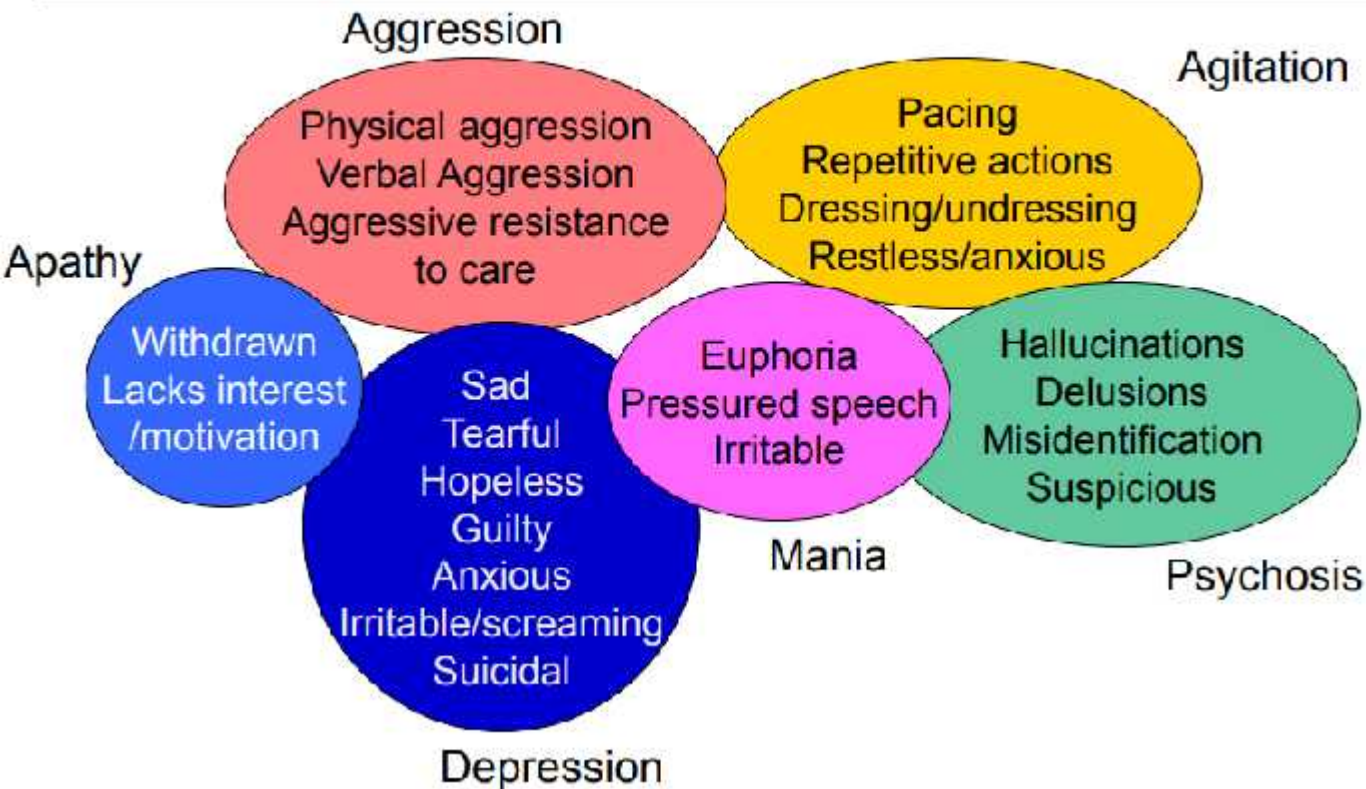 Aggression
Physical aggression
Verbal Aggression
Aggressive resistance
to care
Agitation
Pacing
Repetitive actions
Dressing/undressing
Restless/anxious
Apathy
Withdrawn
Lacks interest
/motivation
Sad
Tearful
Hopeless
Guilty
Anxious
Irritable/screaming
Suicidal
Depression
Euphoria
Pressured speech
Irritable
Mania
Hallucinations
Delusions
Misidentification
Suspicious
Psychosis